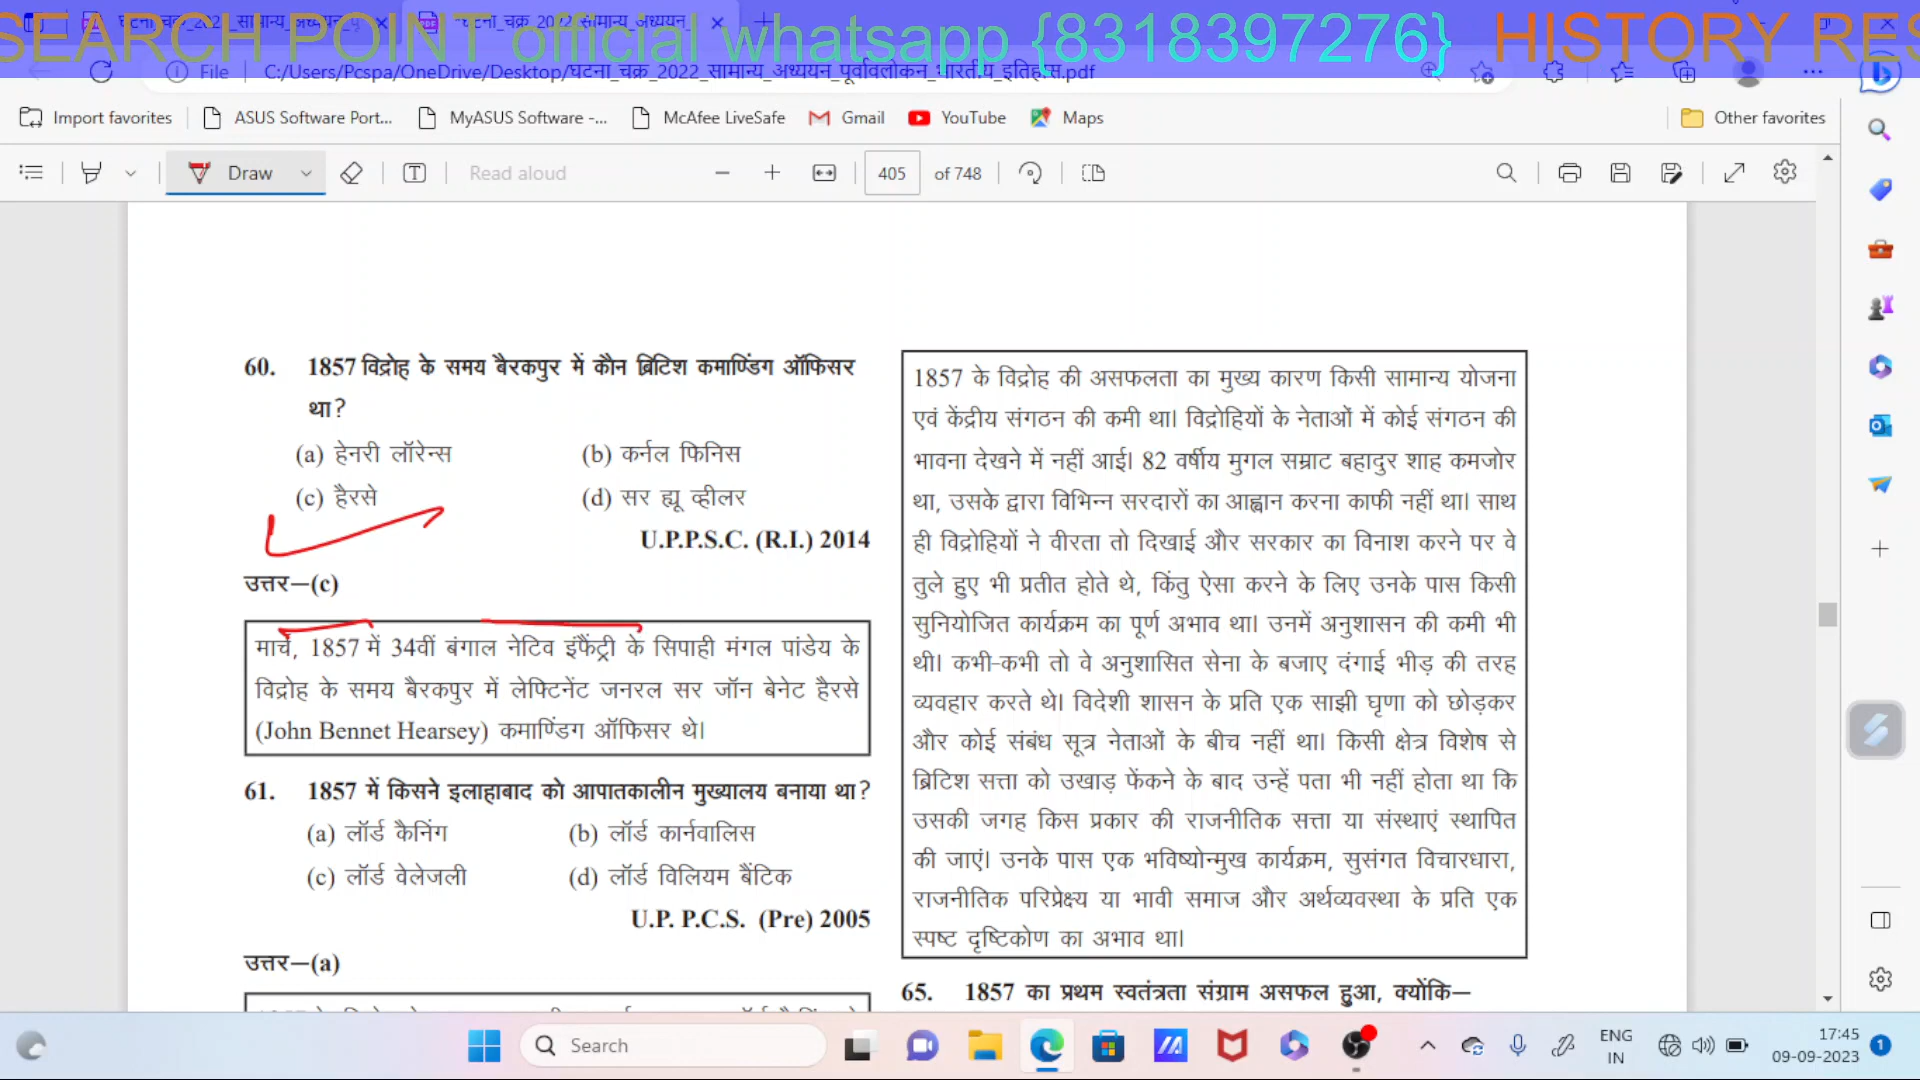 SEARCH POINT official whatsapp {8318397276} HISTORY RES
File C:/Users/Pcspa/OneDrive/Desktop/घटना_चक्र_2022_सामान्य_अध्ययन_पूर्वावलोकन_भारतीय_इतिहास.pdf
Import favorites ASUS Software Port... MyASUS Software -... McAfee LiveSafe Gmail YouTube Maps Other favorites
Draw Read aloud 405 of 748
60. 1857 विद्रोह के समय बैरकपुर में कौन ब्रिटिश कमाण्डिंग ऑफिसर
था?
(a) हेनरी लॉरेन्स (b) कर्नल फिनिस
(c) हैरसे (d) सर ह्यू व्हीलर
U.P.P.S.C. (R.I.) 2014
उत्तर—(c)
मार्च, 1857 में 34वीं बंगाल नेटिव इंफैंट्री के सिपाही मंगल पांडेय के
विद्रोह के समय बैरकपुर में लेफ्टिनेंट जनरल सर जॉन बेनेट हैरसे
(John Bennet Hearsey) कमाण्डिंग ऑफिसर थे।
61. 1857 में किसने इलाहाबाद को आपातकालीन मुख्यालय बनाया था?
(a) लॉर्ड कैनिंग (b) लॉर्ड कार्नवालिस
(c) लॉर्ड वेलेजली (d) लॉर्ड विलियम बैंटिक
U.P. P.C.S. (Pre) 2005
उत्तर—(a)
1857 के विद्रोह की असफलता का मुख्य कारण किसी सामान्य योजना
एवं केंद्रीय संगठन की कमी था। विद्रोहियों के नेताओं में कोई संगठन की
भावना देखने में नहीं आई। 82 वर्षीय मुगल सम्राट बहादुर शाह कमजोर
था, उसके द्वारा विभिन्न सरदारों का आह्वान करना काफी नहीं था। साथ
ही विद्रोहियों ने वीरता तो दिखाई और सरकार का विनाश करने पर वे
तुले हुए भी प्रतीत होते थे, किंतु ऐसा करने के लिए उनके पास किसी
सुनियोजित कार्यक्रम का पूर्ण अभाव था। उनमें अनुशासन की कमी भी
थी। कभी-कभी तो वे अनुशासित सेना के बजाए दंगाई भीड़ की तरह
व्यवहार करते थे। विदेशी शासन के प्रति एक साझी घृणा को छोड़कर
और कोई संबंध सूत्र नेताओं के बीच नहीं था। किसी क्षेत्र विशेष से
ब्रिटिश सत्ता को उखाड़ फेंकने के बाद उन्हें पता भी नहीं होता था कि
उसकी जगह किस प्रकार की राजनीतिक सत्ता या संस्थाएं स्थापित
की जाएं। उनके पास एक भविष्योन्मुख कार्यक्रम, सुसंगत विचारधारा,
राजनीतिक परिप्रेक्ष्य या भावी समाज और अर्थव्यवस्था के प्रति एक
स्पष्ट दृष्टिकोण का अभाव था।
65. 1857 का प्रथम स्वतंत्रता संग्राम असफल हुआ, क्योंकि—
Search ENG 17:45
IN 09-09-2023 1